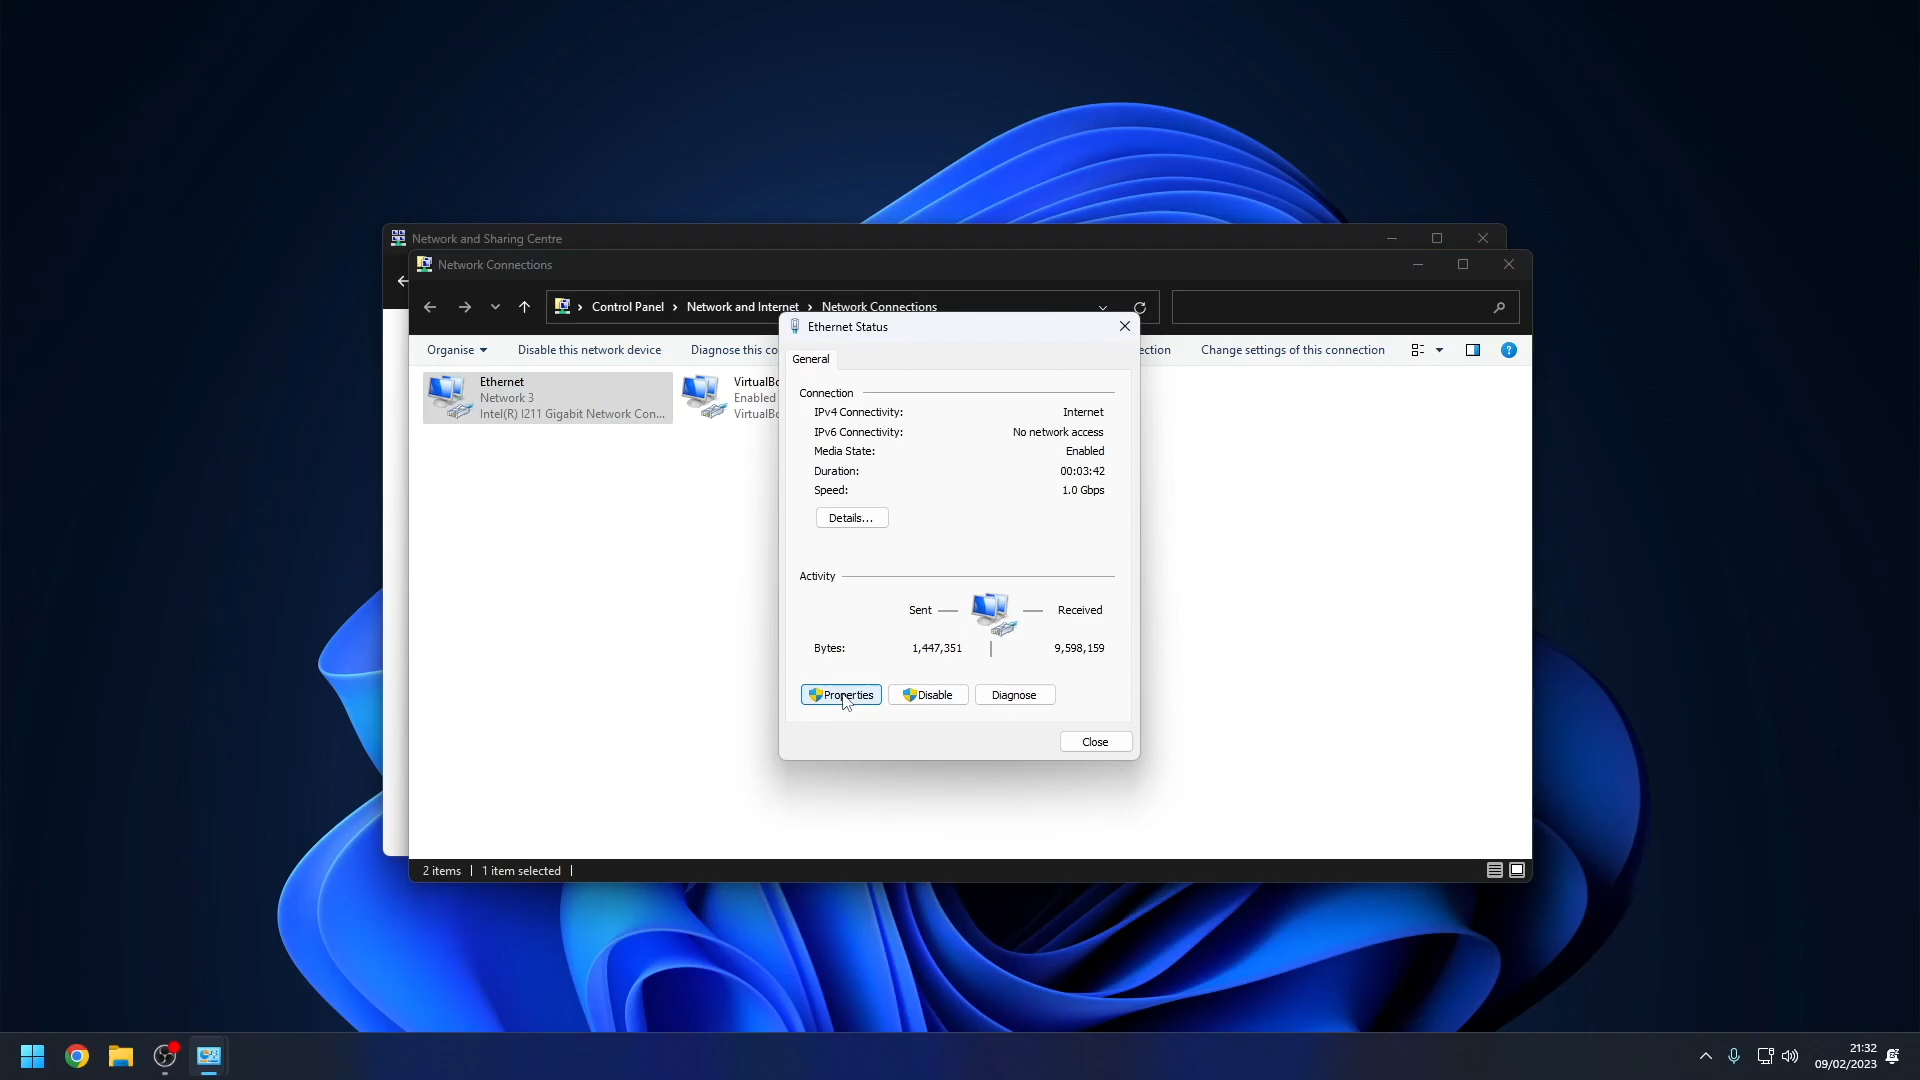 Network and Sharing Centre
Network Connections
Control Panel > Network and Internet > Network Connections
Ethernet Status
Organise
Disable this network device
Diagnose this co
ection
Change settings of this connection
General
Ethernet
Network 3
Intel(R) I211 Gigabit Network Con...
VirtualBo
Enabled
VirtualBo
Connection
IPv4 Connectivity: Internet
IPv6 Connectivity: No network access
Media State: Enabled
Duration: 00:03:42
Speed: 1.0 Gbps
Details...
Activity
Sent — Received
Bytes: 1,447,351 | 9,598,159
Properties
Disable
Diagnose
Close
2 items | 1 item selected |
21:32
09/02/2023